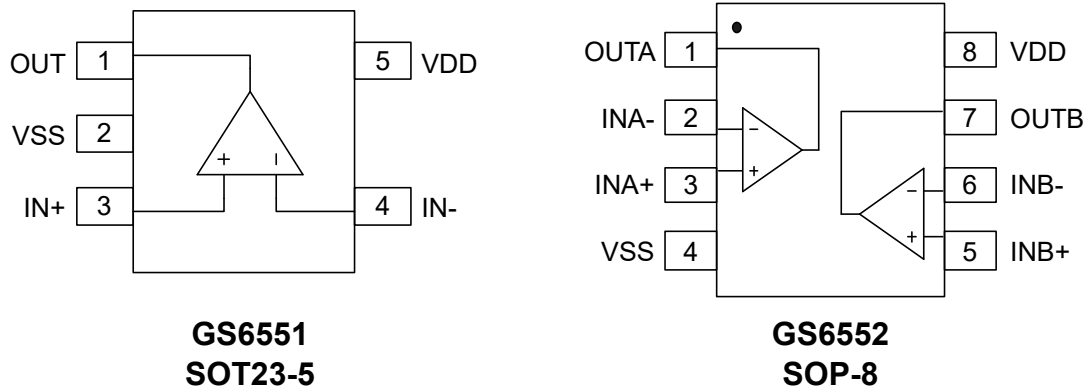 OUT 1
5 VDD
VSS 2
IN+ 3
4 IN-
+ -
GS6551
SOT23-5
OUTA 1
8 VDD
INA- 2
7 OUTB
INA+ 3
6 INB-
VSS 4
5 INB+
-
+
-
+
GS6552
SOP-8